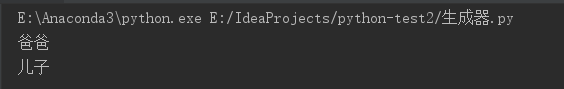 E:\Anaconda3\python.exe E:/IdeaProjects/python-test2/生成器.py
爸爸
儿子